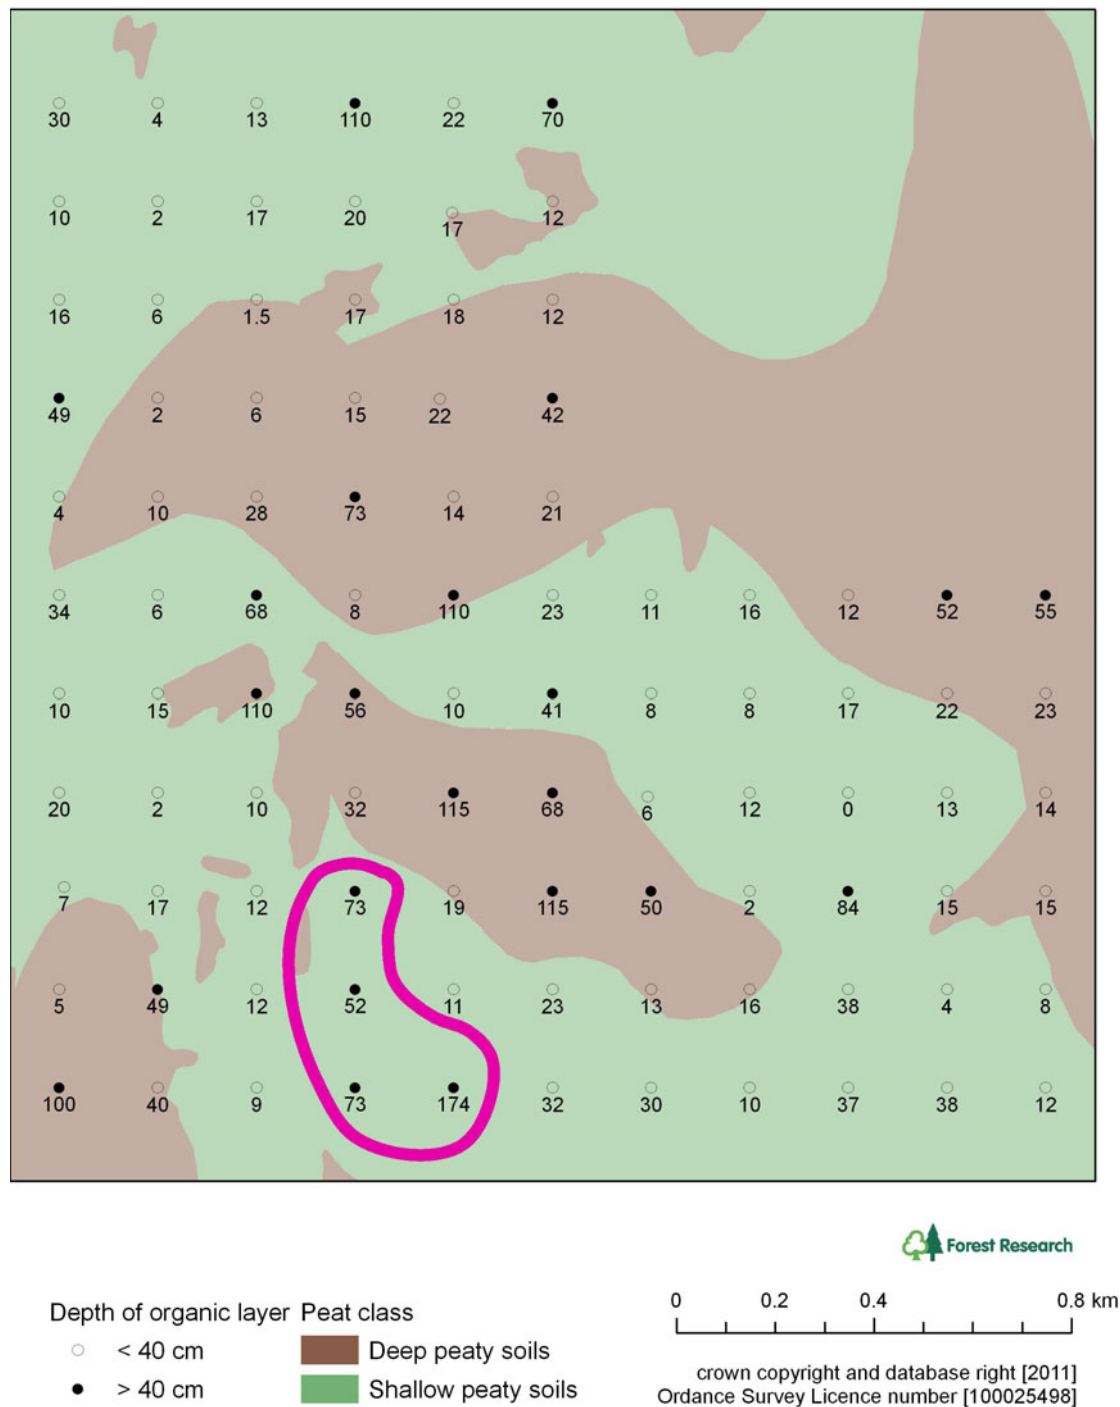 30 4 13 110 22 70
10 2 17 20 17 12
16 6 1.5 17 18 12
49 2 6 15 22 42
4 10 28 73 14 21
34 6 68 8 110 23 11 16 12 52 55
10 15 110 56 10 41 8 8 17 22 23
20 2 10 32 115 68 6 12 0 13 14
7 17 12 73 19 115 50 2 84 15 15
5 49 12 52 11 23 13 16 38 4 8
100 40 9 73 174 32 30 10 37 38 12
Forest Research
Depth of organic layer
< 40 cm
> 40 cm
Peat class
Deep peaty soils
Shallow peaty soils
0 0.2 0.4 0.8 km
crown copyright and database right [2011]
Ordance Survey Licence number [100025498]